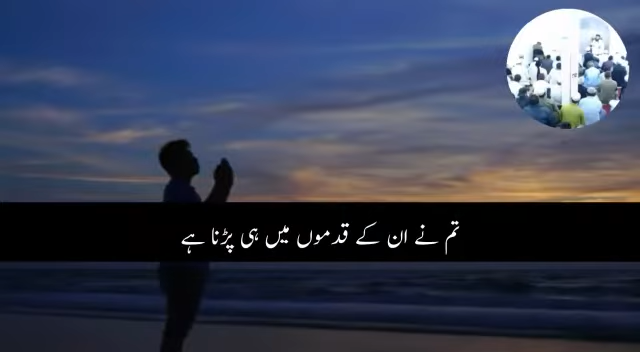 تم نے ان کے قدموں میں ہی پڑنا ہے